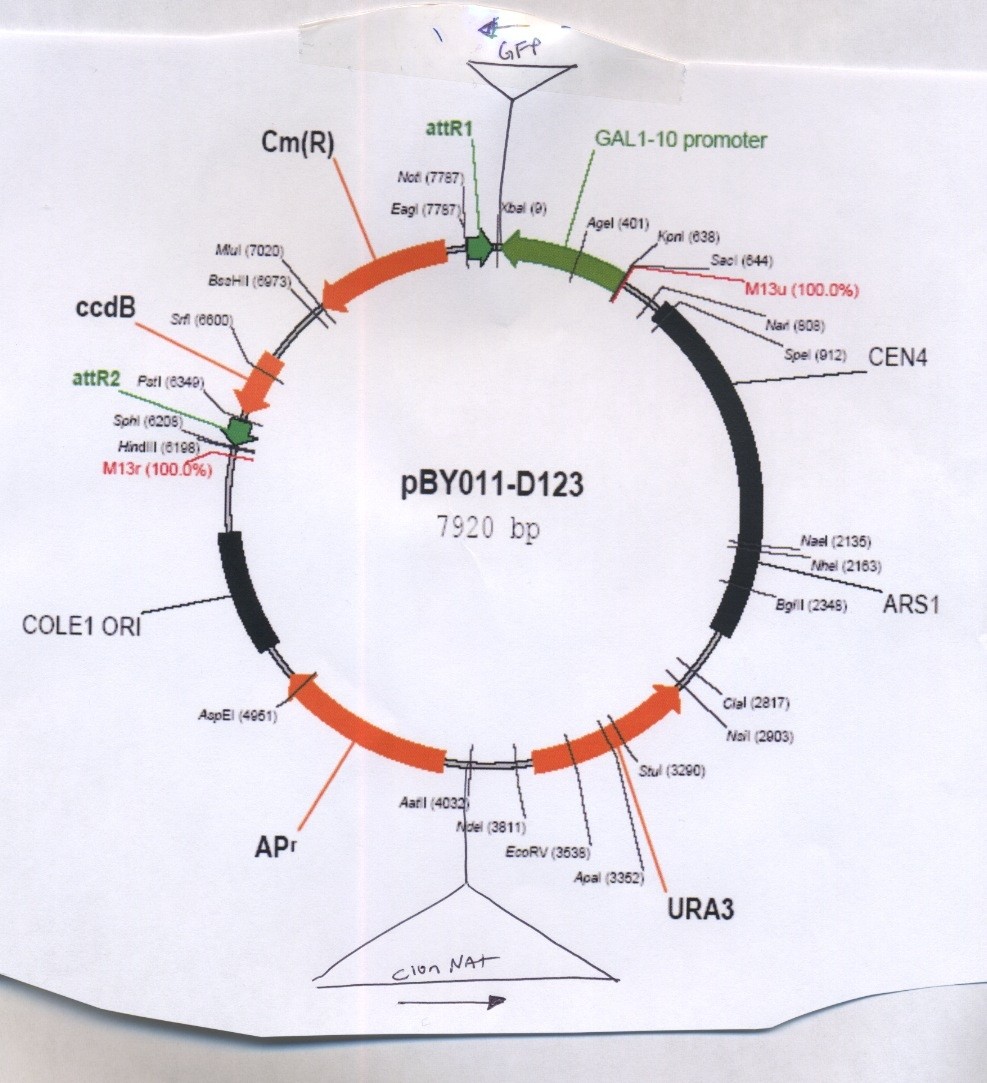 GFP
attR1
Cm(R)
GAL1-10 promoter
NotI (7787)
EagI (7787)
XbaI (9)
AgeI (401)
KpnI (638)
SacI (644)
M13u (100.0%)
MluI (7020)
BssHII (6973)
NarI (808)
SpeI (912)
CEN4
ccdB
SrfI (6600)
attR2
PstI (6349)
SphI (6208)
HindIII (6198)
M13r (100.0%)
pBY011-D123
7920 bp
NaeI (2135)
NheI (2163)
BglII (2348)
ARS1
COLE1 ORI
AspEI (4951)
ClaI (2817)
NsiI (2903)
StuI (3290)
AatII (4032)
NdeI (3811)
EcoRV (3538)
ApaI (3352)
APr
URA3
Clon NAt